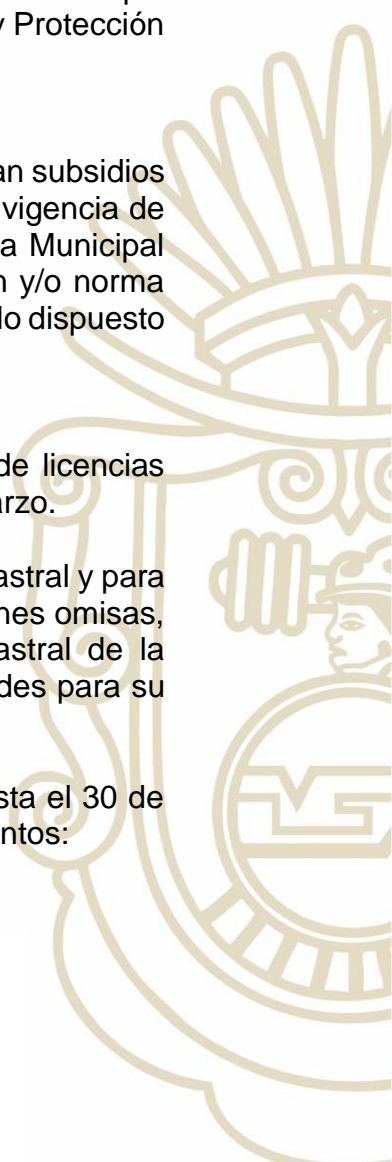 y Protección
an subsidios
vigencia de
a Municipal
n y/o norma
lo dispuesto
de licencias
arzo.
astral y para
nes omisas,
astral de la
des para su
sta el 30 de
ntos: